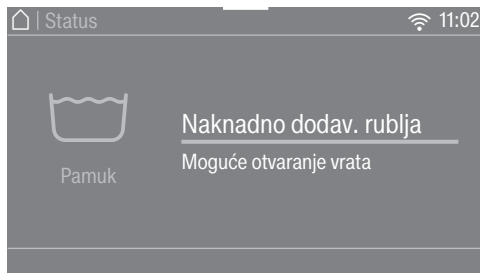 | Status
11:02
Naknadno dodav. rublja
Moguće otvaranje vrata
Pamuk